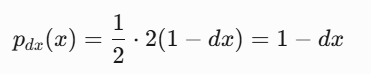 p_{dx}(x) = \frac{1}{2} \cdot 2(1 - dx) = 1 - dx